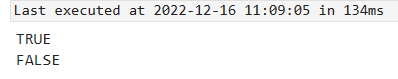 Last executed at 2022-12-16 11:09:05 in 134ms
TRUE
FALSE